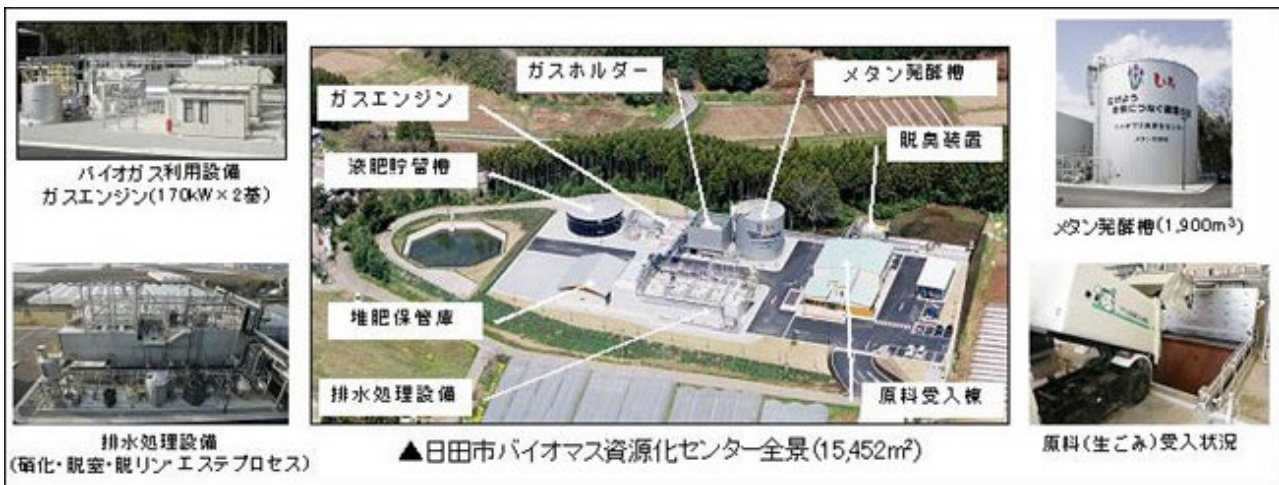 バイオガス利用設備
ガスエンジン(170kW×2基)
排水処理設備
(硝化・脱窒・脱リン エステプロセス)
ガスエンジン
ガスホルダー
メタン発酵槽
液肥貯留槽
脱臭装置
堆肥保管庫
排水処理設備
原料受入棟
▲日田市バイオマス資源化センター全景(15,452m²)
メタン発酵槽
メタン発酵槽(1,900m³)
原料(生ごみ)受入状況